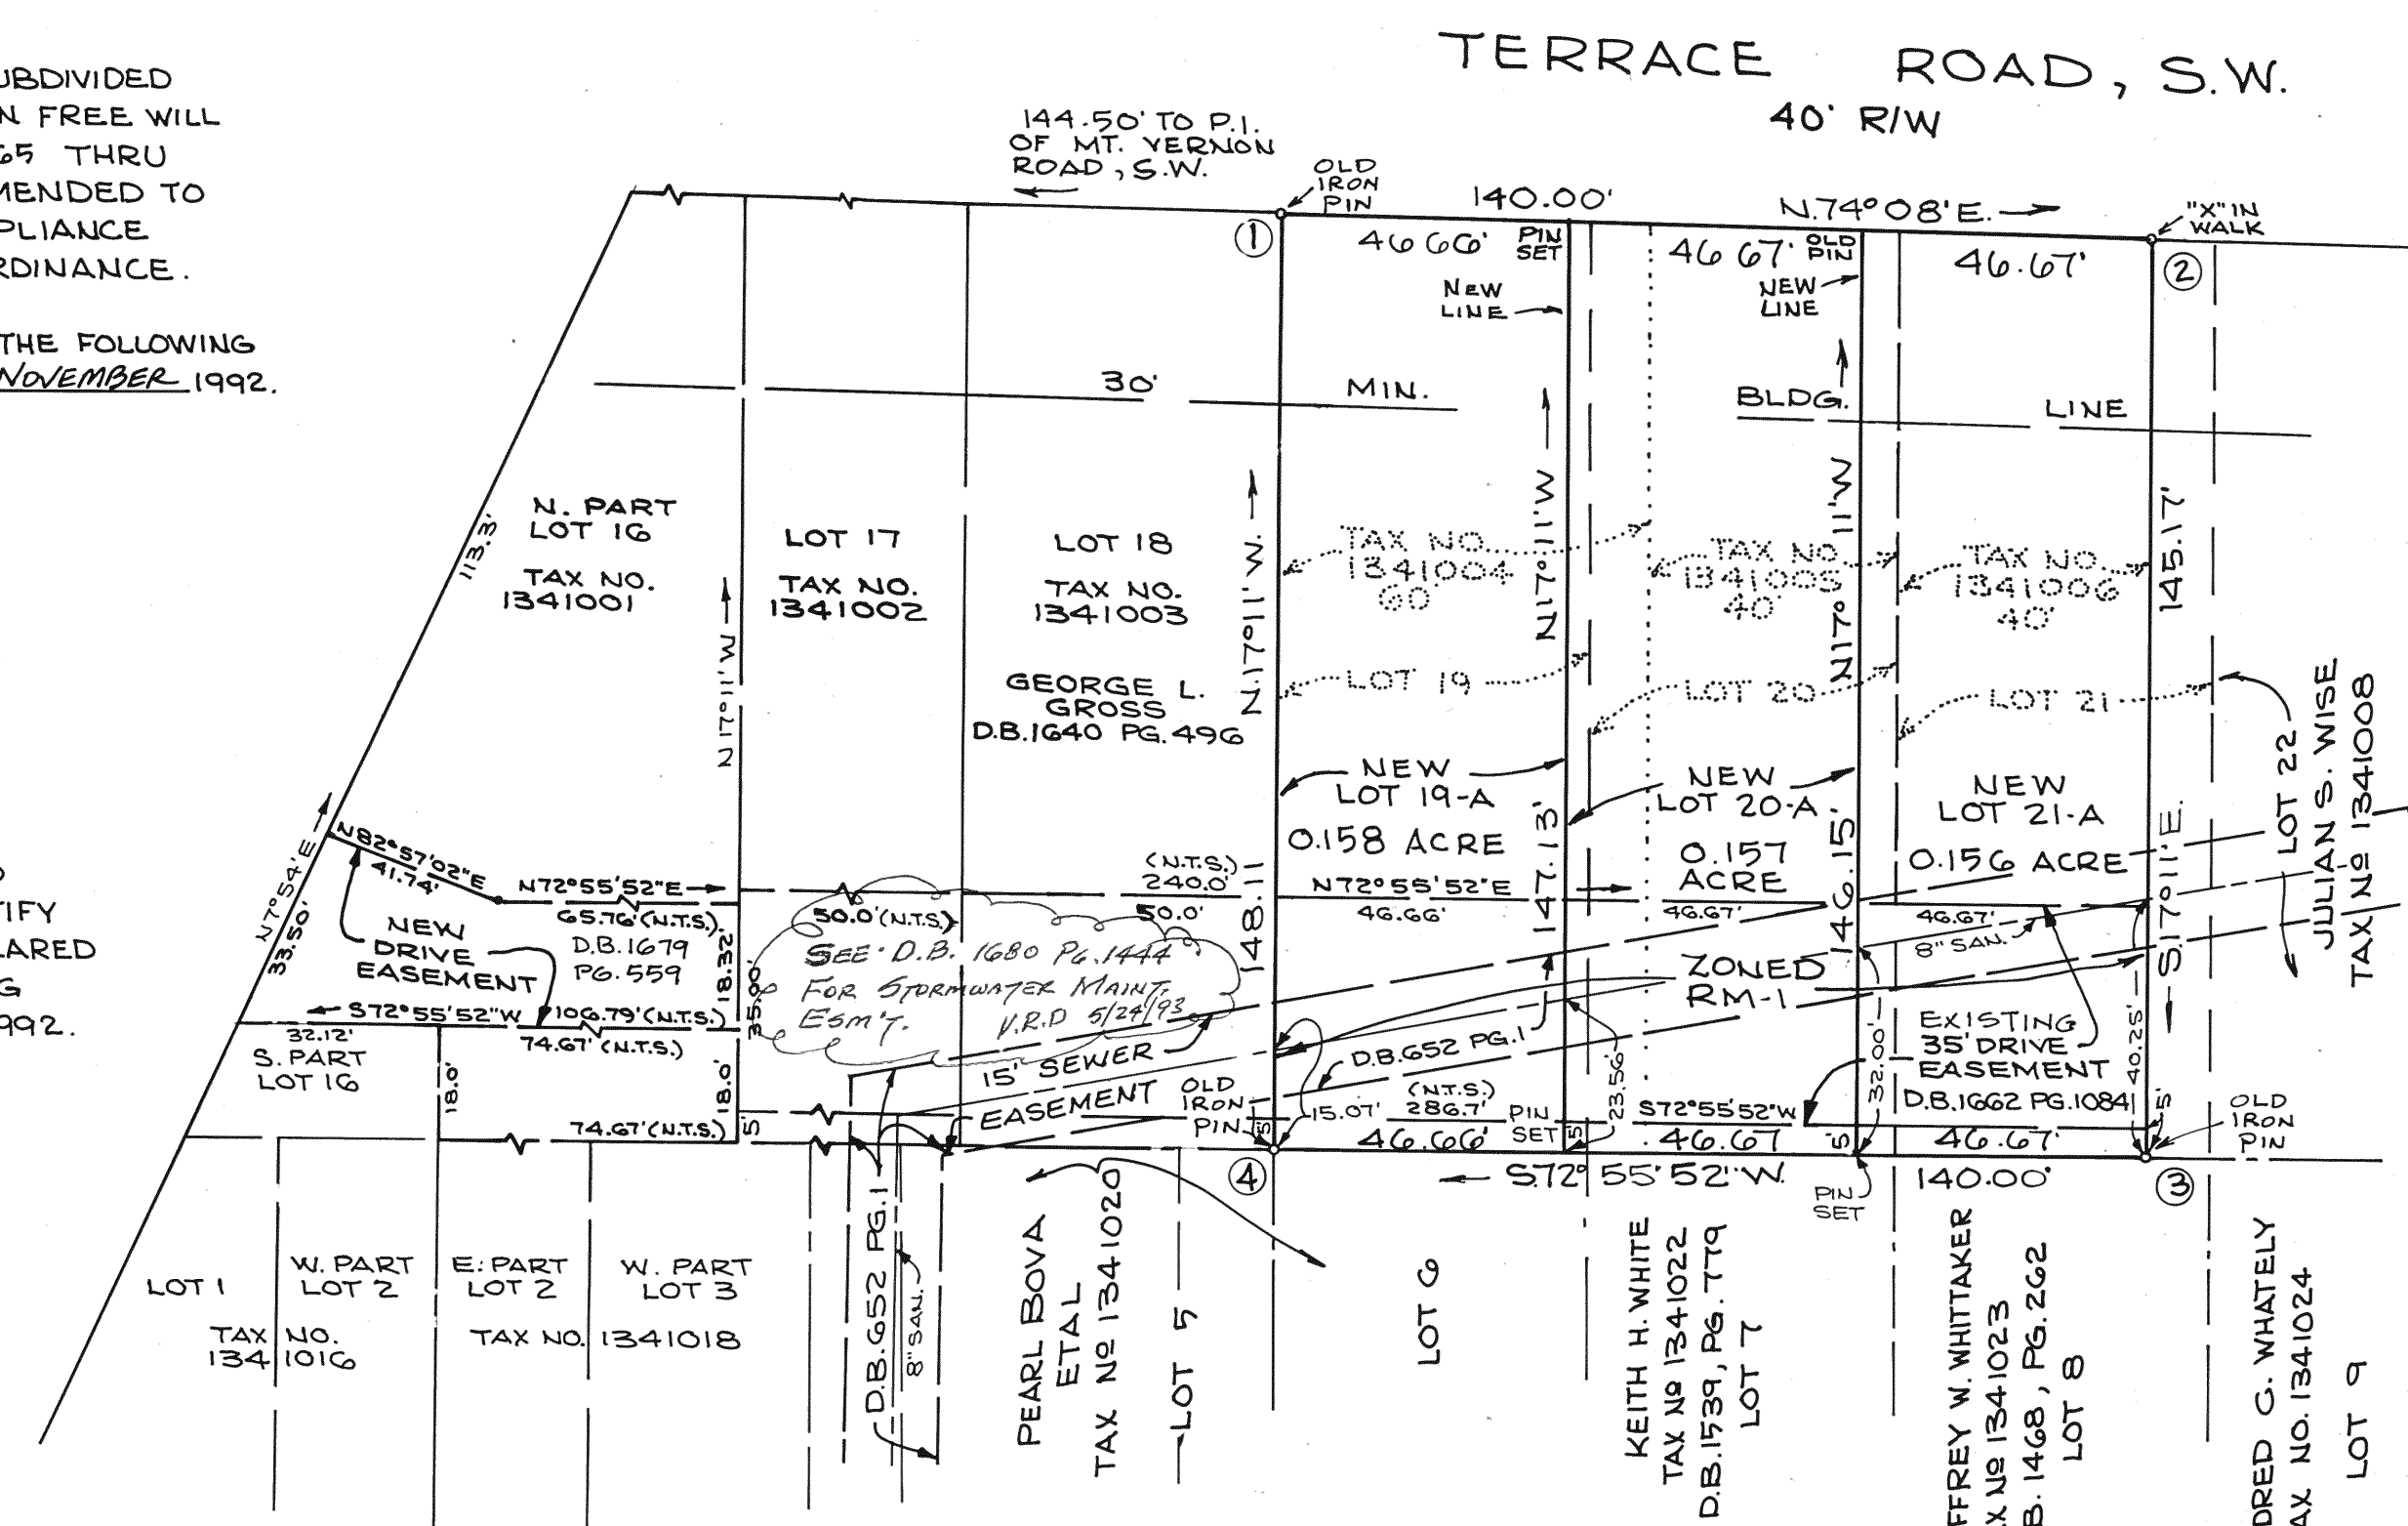 TERRACE ROAD, S.W.
40' R/W
UBDIVIDED
N FREE WILL
65 THRU
MENDED TO
PLIANCE
RDINANCE.
THE FOLLOWING
NOVEMBER 1992.
TIFY
LARED
G
992.
144.50' TO P.I.
OF MT. VERNON
ROAD, S.W.
OLD
IRON
PIN
140.00'
N.74°08'E.
"X" IN
WALK
1
46 66'
PIN
SET
46 67'
OLD
PIN
46.67'
2
NEW
LINE
NEW
LINE
30' MIN. BLDG. LINE
113.3'
N. PART
LOT 16
TAX NO.
1341001
N17°11'W
LOT 17
TAX NO.
1341002
LOT 18
TAX NO.
1341003
GEORGE L.
GROSS
D.B.1640 PG.496
N.17°11'W.
148.11
TAX NO.
1341004
60'
LOT 19
N17°11'W
147.13'
TAX NO.
1341005
40'
LOT 20
N17°11'W
146.15'
TAX NO.
1341006
40'
LOT 21
145.17'
S.17°11'E.
NEW
LOT 19-A
0.158 ACRE
NEW
LOT 20-A
0.157
ACRE
NEW
LOT 21-A
0.156 ACRE
LOT 22
JULIAN S. WISE
TAX No 1341008
N7°54'E
33.50'
N82°57'02"E
41.74'
N72°55'52"E
65.76' (N.T.S.)
D.B.1679
PG.559
NEW
DRIVE
EASEMENT
18.32
35.00'
(N.T.S.)
240.0'
50.0' (N.T.S.)
50.0'
N72°55'52"E
46.66'
46.67'
46.67'
8" SAN.
SEE D.B. 1680 PG.1444
FOR STORMWATER MAINT.
ESM'T. V.R.D 5/24/93
S72°55'52"W
106.79' (N.T.S.)
32.12'
74.67' (N.T.S.)
S. PART
LOT 16
18.0'
18.0'
5'
74.67' (N.T.S.)
15' SEWER
EASEMENT
OLD
IRON
PIN
5'
15.07'
D.B.652 PG.1
(N.T.S.)
286.7'
PIN
SET
46.66'
5'
23.56'
ZONED
RM-1
S72°55'52"W
46.67
5'
32.00'
EXISTING
35' DRIVE
EASEMENT
D.B.1662 PG.1084
46.67'
40.25'
5'
OLD
IRON
PIN
4
S.72°55'52"W.
PIN
SET
140.00'
3
LOT 1
W. PART
LOT 2
TAX NO.
1341016
E. PART
LOT 2
W. PART
LOT 3
TAX NO. 1341018
D.B.652 PG.1
8" SAN.
PEARL BOVA
ETAL
TAX No 1341020
LOT 5
LOT 6
KEITH H. WHITE
TAX No 1341022
D.B.1539, PG.779
LOT 7
FFREY W. WHITTAKER
X No 1341023
B. 1468, PG.262
LOT 8
DRED C. WHATELY
AX NO. 1341024
LOT 9